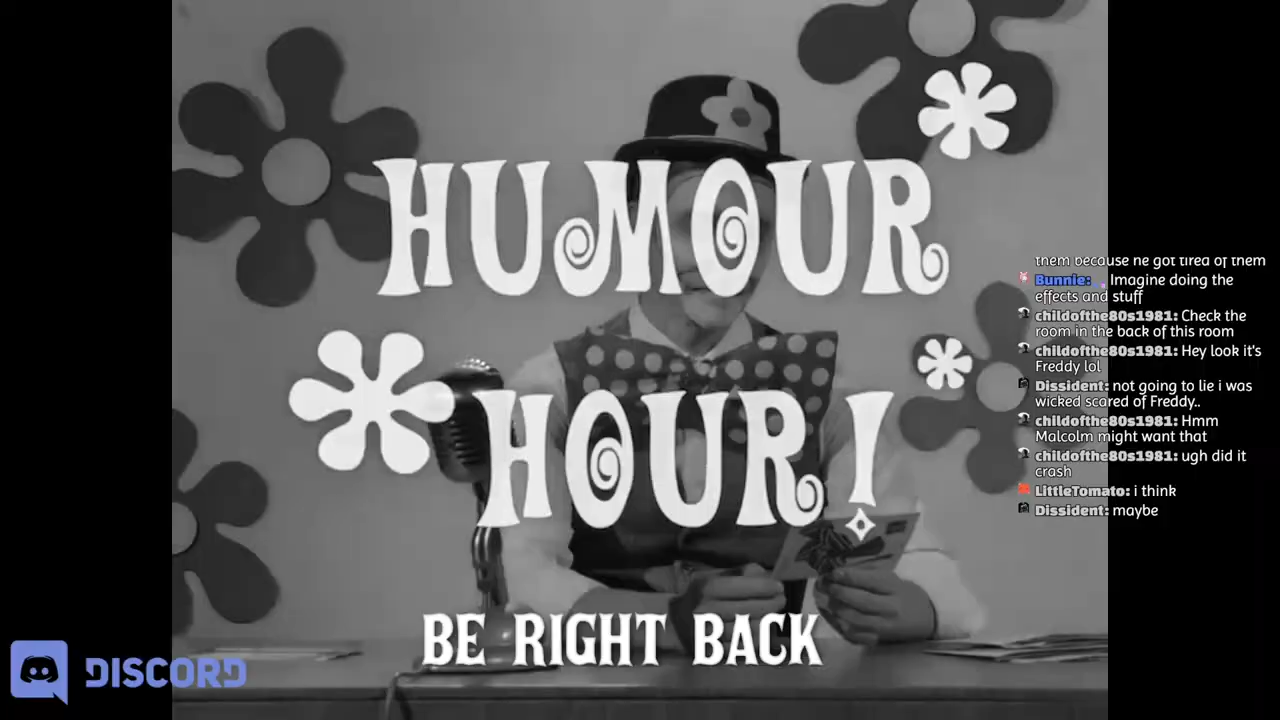 HUMOUR
HOUR!
BE RIGHT BACK
DISCORD
them because he got tired of them
Bunnie: Imagine doing the
effects and stuff
childofthe80s1981: Check the
room in the back of this room
childofthe80s1981: Hey look it's
Freddy lol
Dissident: not going to lie i was
wicked scared of Freddy..
childofthe80s1981: Hmm
Malcolm might want that
childofthe80s1981: ugh did it
crash
LittleTomato: i think
Dissident: maybe